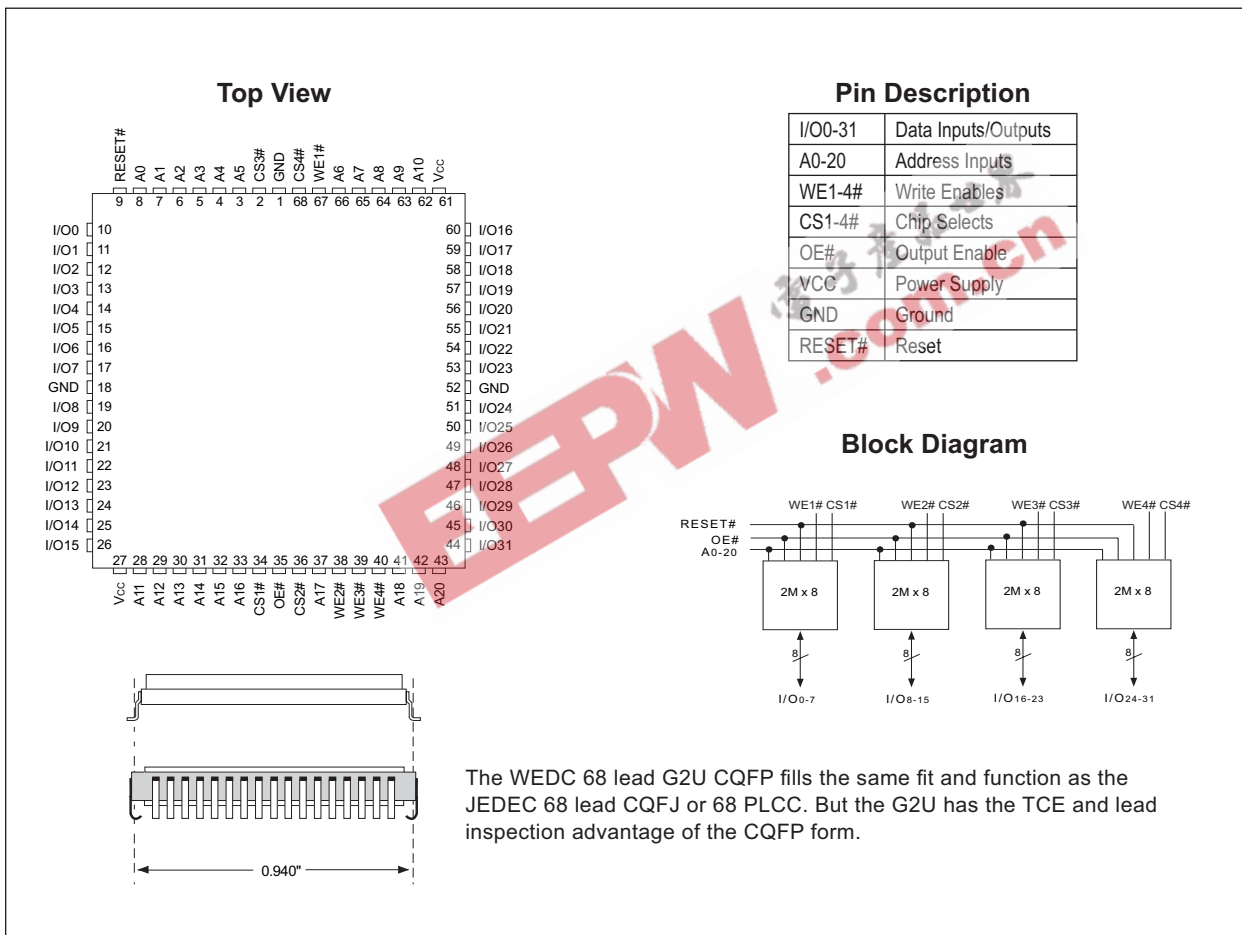 Top View
RESET# A0 A1 A2 A3 A4 A5 CS3# GND CS4# WE1# A6 A7 A8 A9 A10 Vcc
9 8 7 6 5 4 3 2 1 68 67 66 65 64 63 62 61
I/O0 10 60 I/O16
I/O1 11 59 I/O17
I/O2 12 58 I/O18
I/O3 13 57 I/O19
I/O4 14 56 I/O20
I/O5 15 55 I/O21
I/O6 16 54 I/O22
I/O7 17 53 I/O23
GND 18 52 GND
I/O8 19 51 I/O24
I/O9 20 50 I/O25
I/O10 21 49 I/O26
I/O11 22 48 I/O27
I/O12 23 47 I/O28
I/O13 24 46 I/O29
I/O14 25 45 I/O30
I/O15 26 44 I/O31
27 28 29 30 31 32 33 34 35 36 37 38 39 40 41 42 43
Vcc A11 A12 A13 A14 A15 A16 CS1# OE# CS2# A17 WE2# WE3# WE4# A18 A19 A20
Pin Description
I/O0-31 Data Inputs/Outputs
A0-20 Address Inputs
WE1-4# Write Enables
CS1-4# Chip Selects
OE# Output Enable
VCC Power Supply
GND Ground
RESET# Reset
EEPW .com.cn
電子産品世界
Block Diagram
WE1# CS1# WE2# CS2# WE3# CS3# WE4# CS4#
RESET#
OE#
A0-20
2M x 8 2M x 8 2M x 8 2M x 8
8 8 8 8
I/O0-7 I/O8-15 I/O16-23 I/O24-31
0.940"
The WEDC 68 lead G2U CQFP fills the same fit and function as the
JEDEC 68 lead CQFJ or 68 PLCC. But the G2U has the TCE and lead
inspection advantage of the CQFP form.